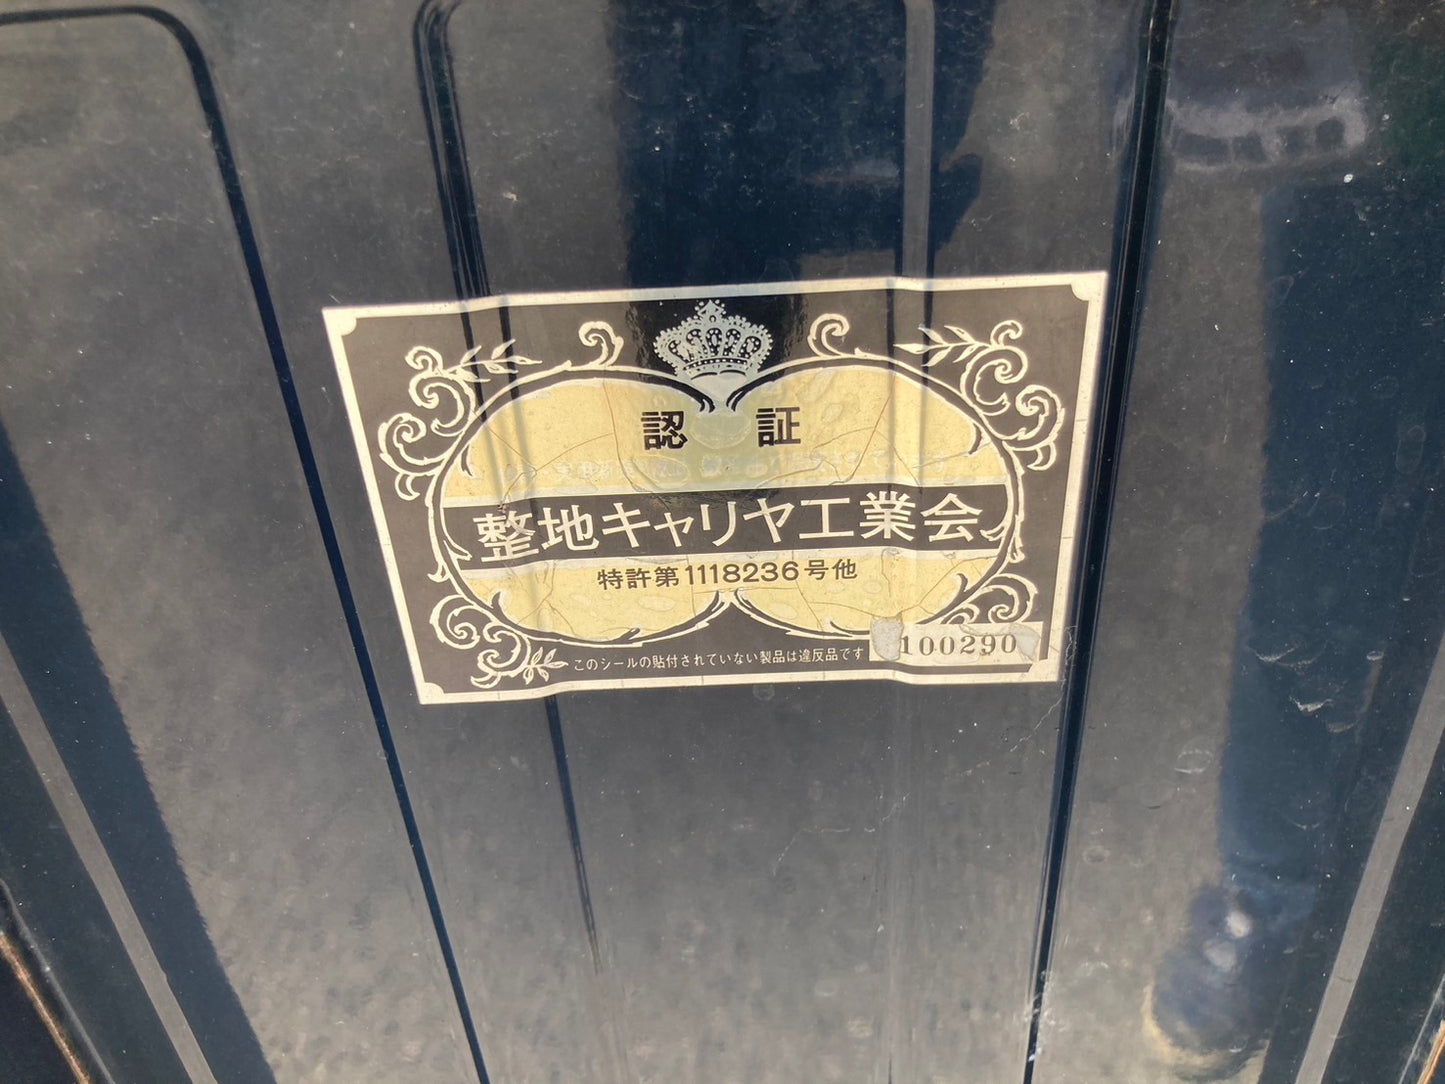 認 証
整地キャリヤ工業会
特許第1118236号他
このシールの貼付されていない製品は違反品です
100290